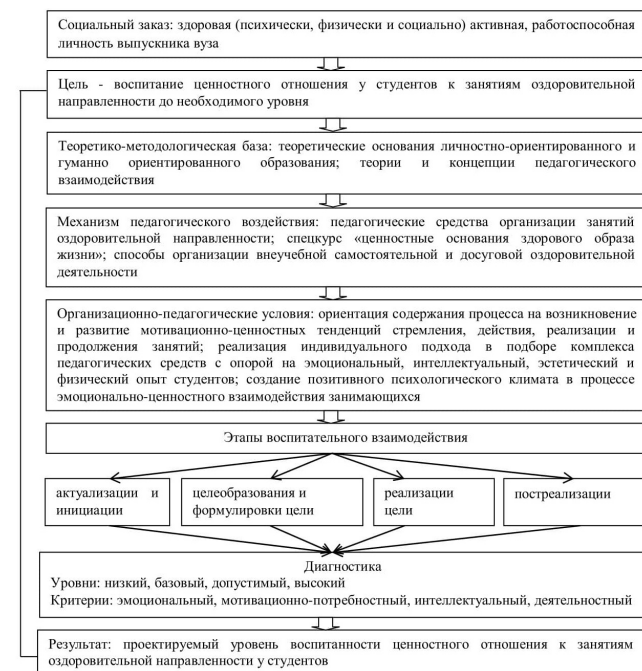 Социальный заказ: здоровая (психически, физически и социально) активная, работоспособная
личность выпускника вуза
Цель - воспитание ценностного отношения у студентов к занятиям оздоровительной
направленности до необходимого уровня
Теоретико-методологическая база: теоретические основания личностно-ориентированного и
гуманно ориентированного образования; теории и концепции педагогического
взаимодействия
Механизм педагогического воздействия: педагогические средства организации занятий
оздоровительной направленности; спецкурс «ценностные основания здорового образа
жизни»; способы организации внеучебной самостоятельной и досуговой оздоровительной
деятельности
Организационно-педагогические условия: ориентация содержания процесса на возникновение
и развитие мотивационно-ценностных тенденций стремления, действия, реализации и
продолжения занятий; реализация индивидуального подхода в подборе комплекса
педагогических средств с опорой на эмоциональный, интеллектуальный, эстетический и
физический опыт студентов; создание позитивного психологического климата в процессе
эмоционально-ценностного взаимодействия занимающихся
Этапы воспитательного взаимодействия
актуализации и
инициации
целеобразования и
формулировки цели
реализации
цели
постреализации
Диагностика
Уровни: низкий, базовый, допустимый, высокий
Критерии: эмоциональный, мотивационно-потребностный, интеллектуальный, деятельностный
Результат: проектируемый уровень воспитанности ценностного отношения к занятиям
оздоровительной направленности у студентов